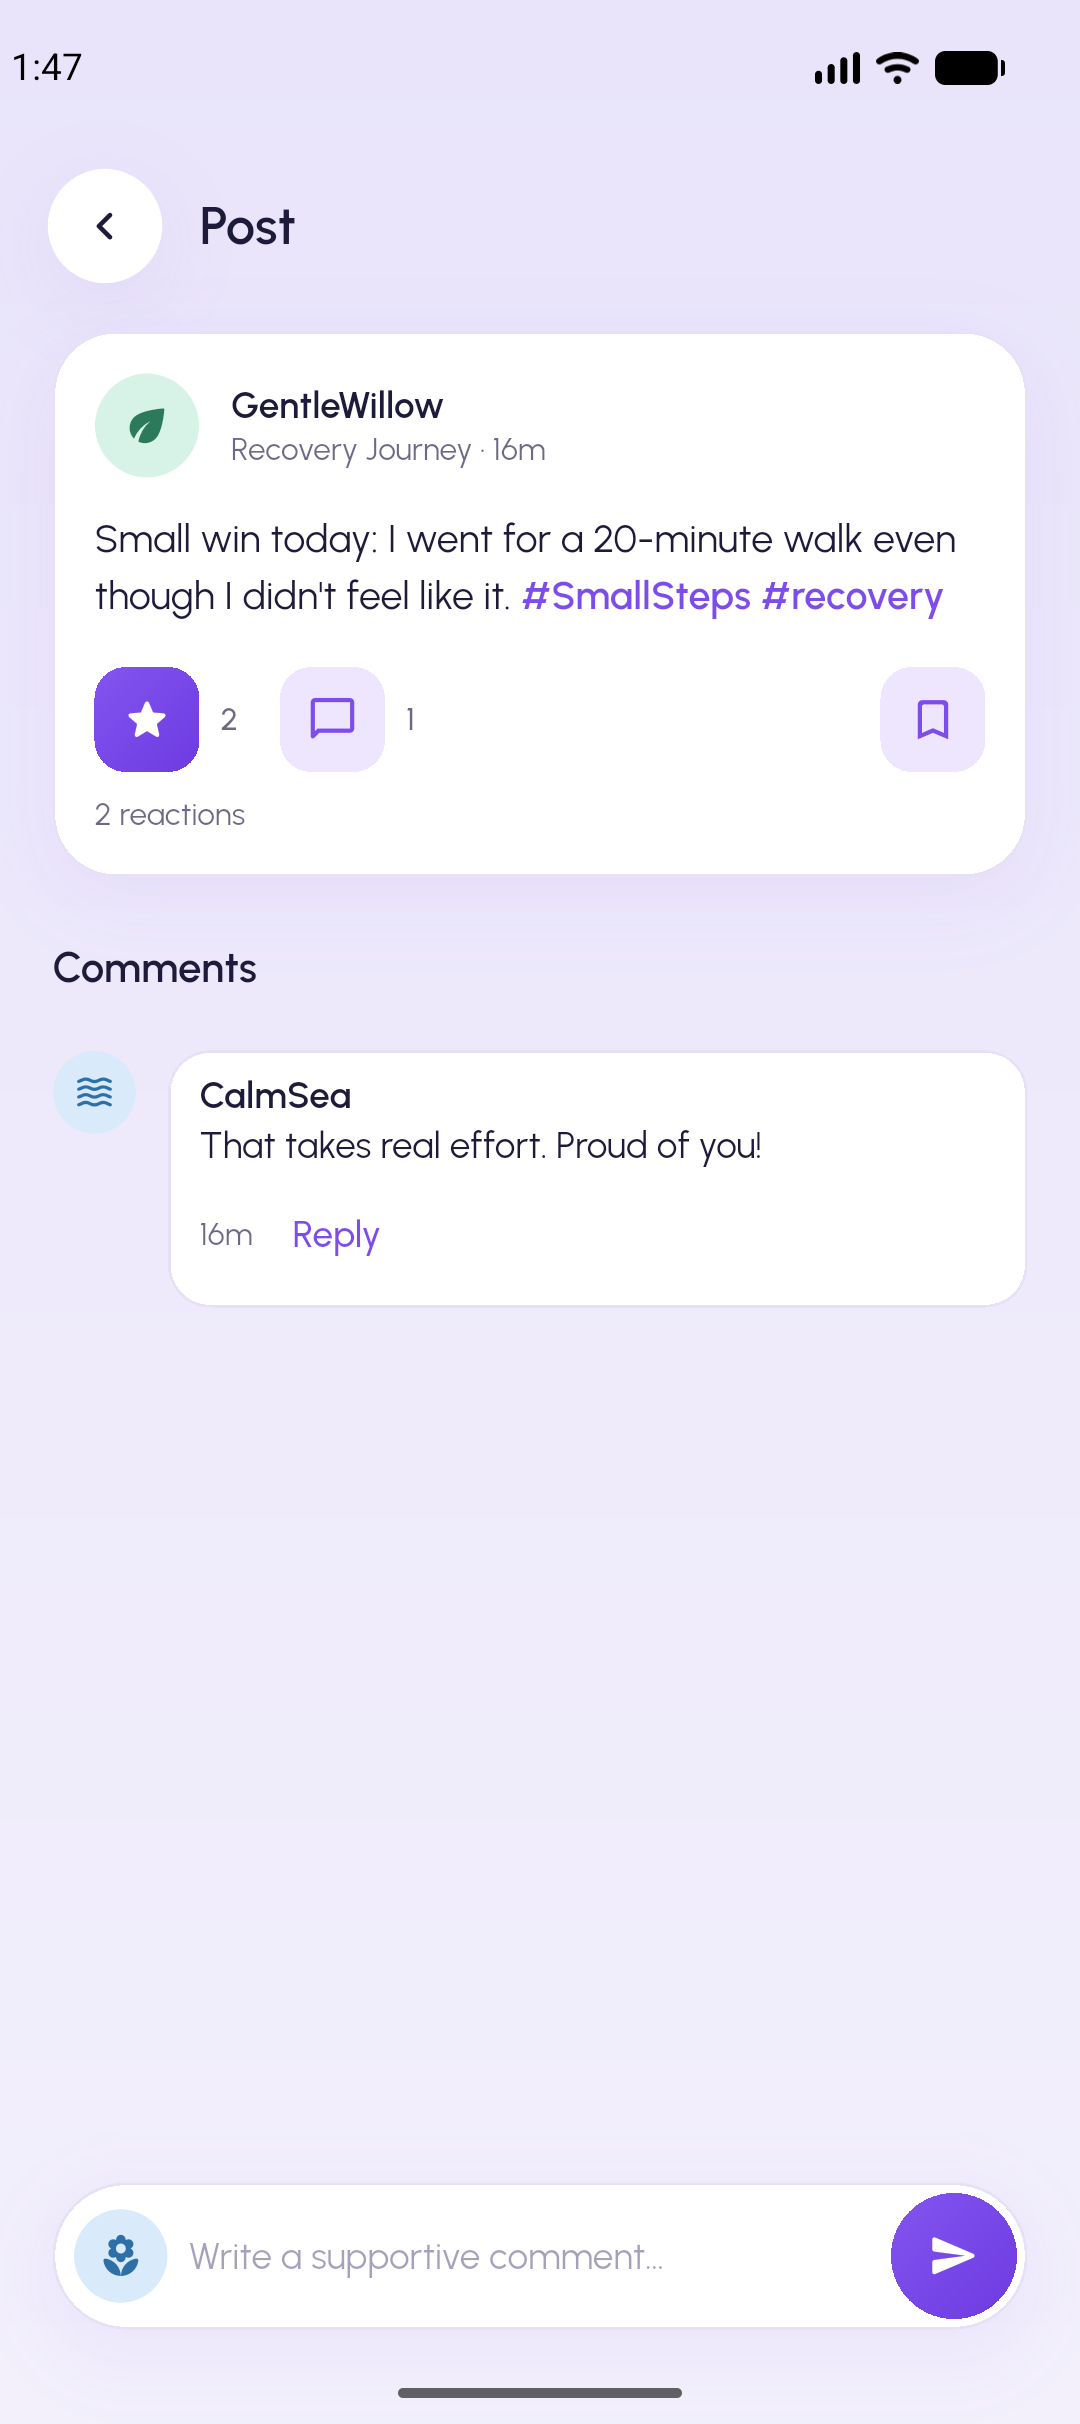 1:47
Post
GentleWillow
Recovery Journey · 16m
Small win today: I went for a 20-minute walk even
though I didn't feel like it. #SmallSteps #recovery
2
1
2 reactions
Comments
CalmSea
That takes real effort. Proud of you!
16m Reply
Write a supportive comment...